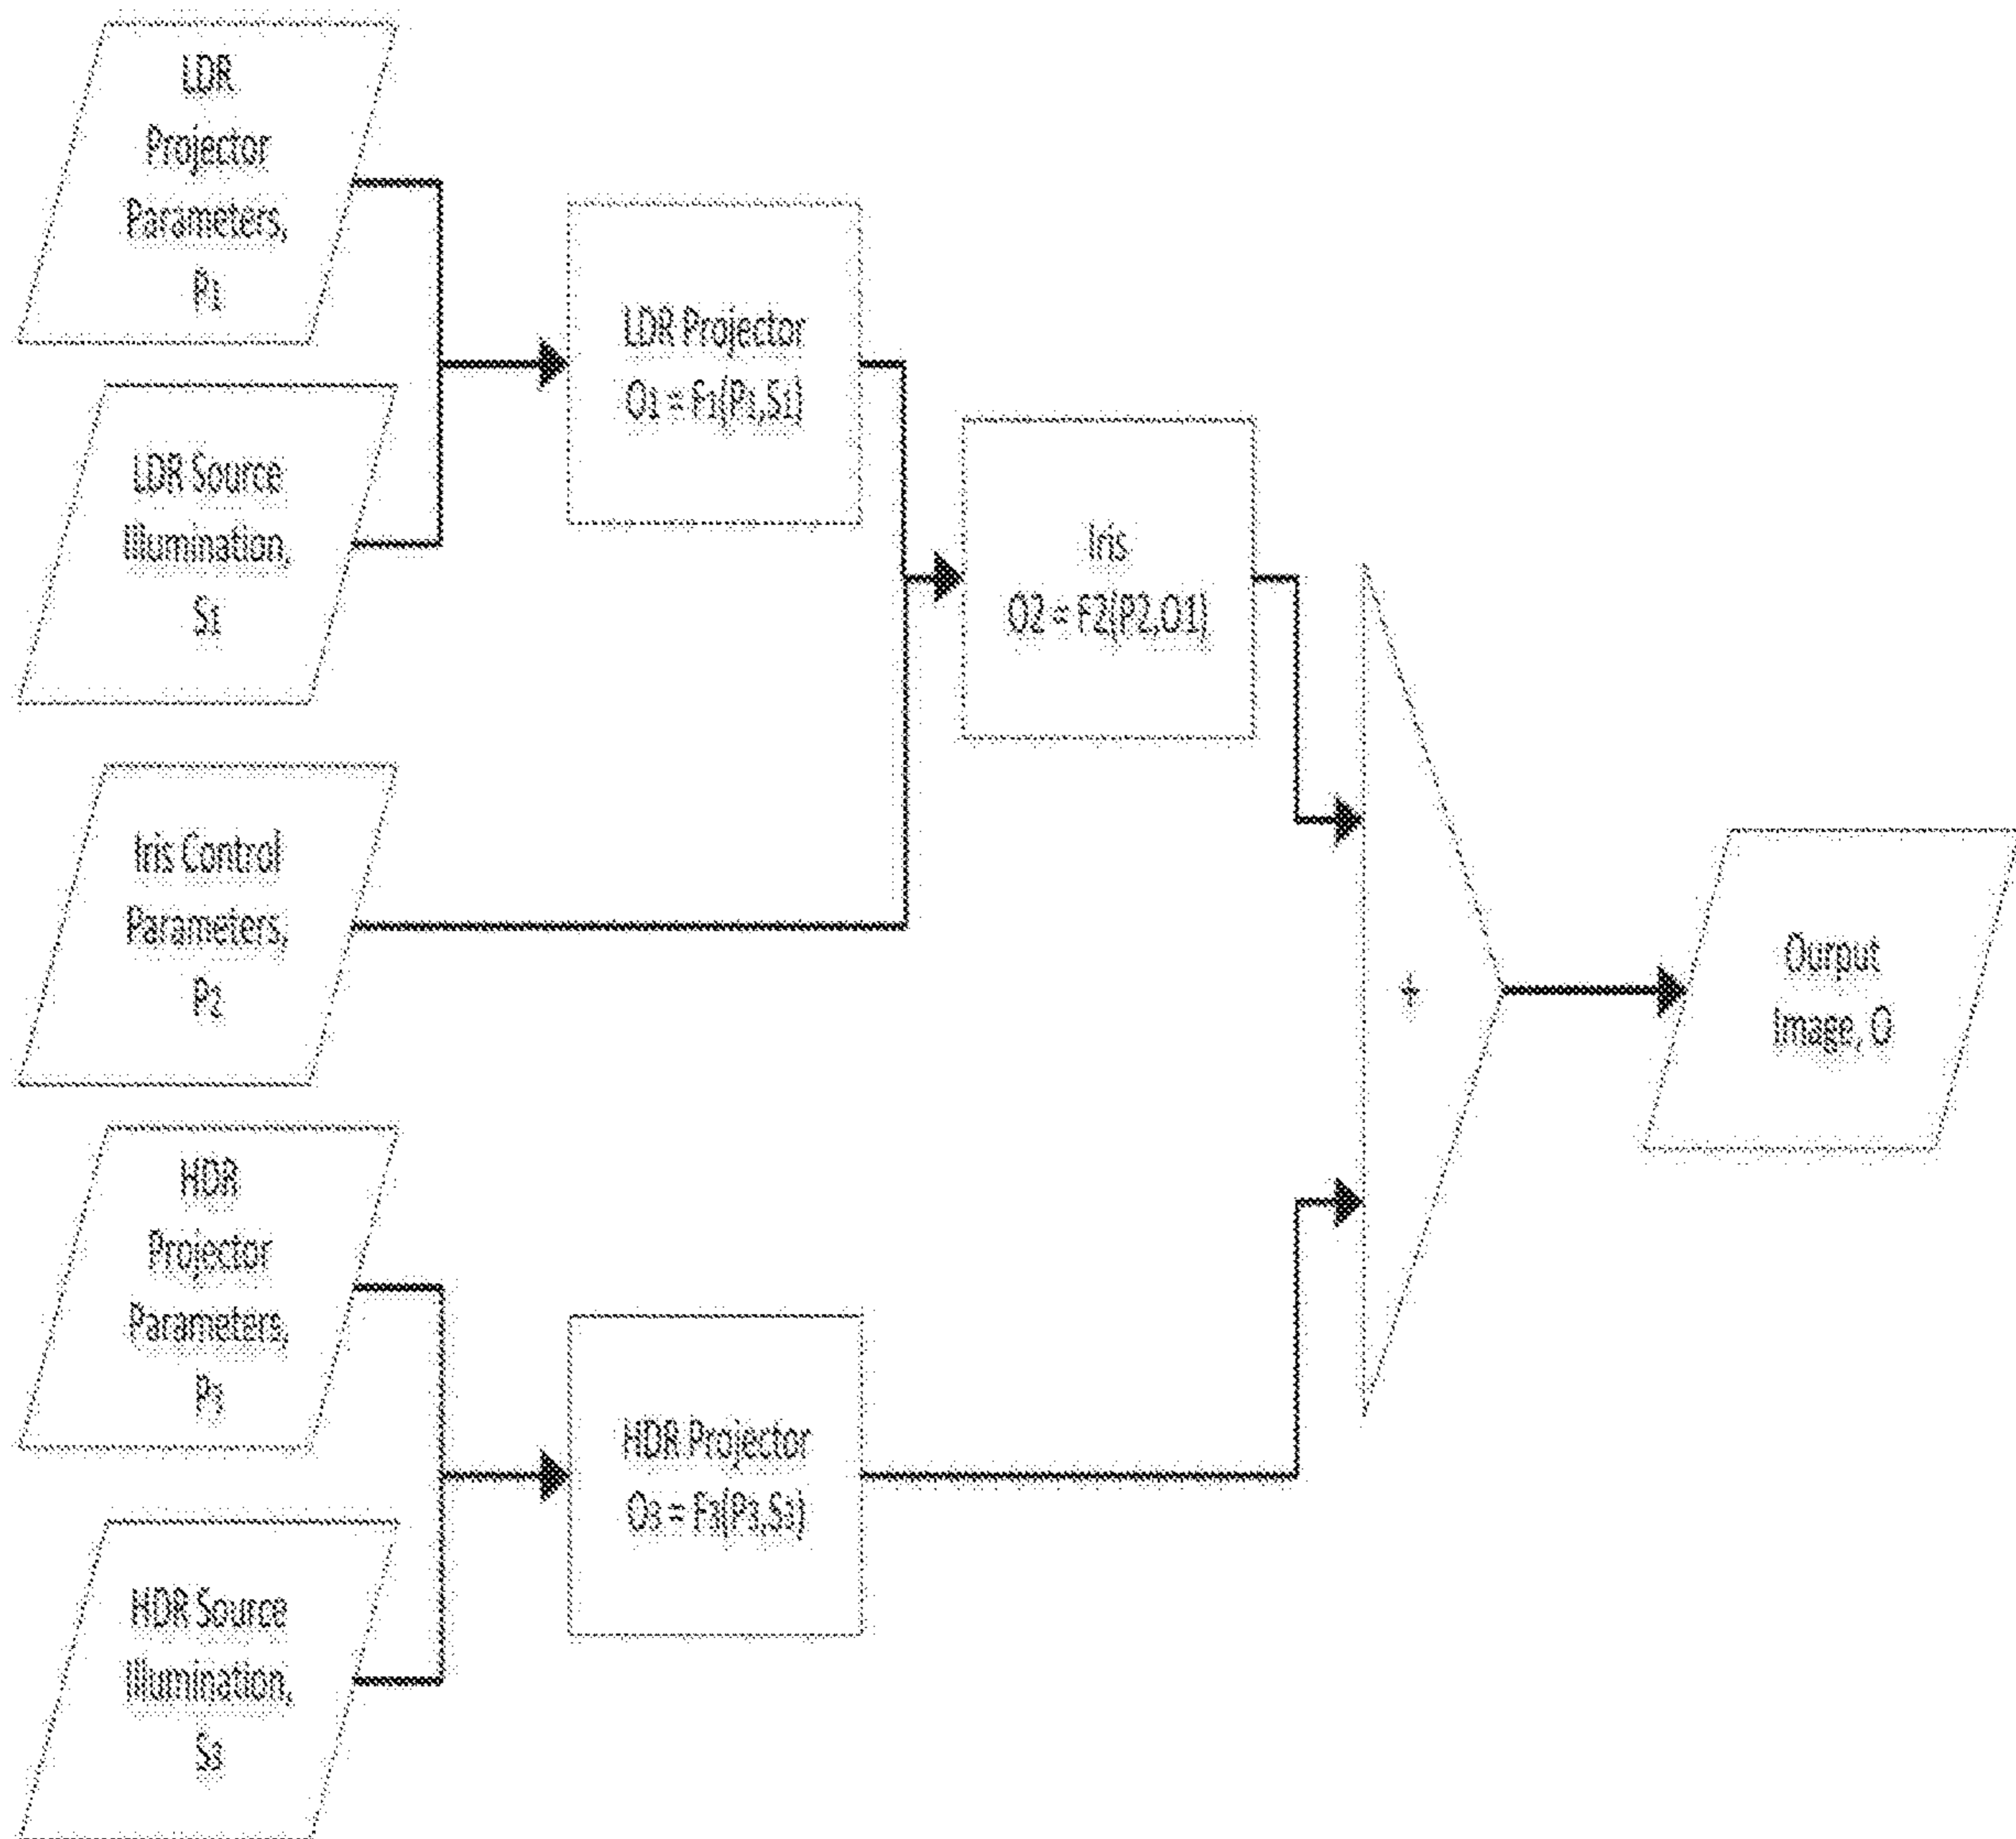 LDR
Projector
Parameters,
P1
LDR Projector
O1 = F1(P1,S1)
LDR Source
Illumination,
S1
Iris
O2 = F2(P2,O1)
Iris Control
Parameters,
P2
+
Ourput
Image, O
HDR
Projector
Parameters,
P3
HDR Projector
O3 = F3(P3,S3)
HDR Source
Illumination,
S3